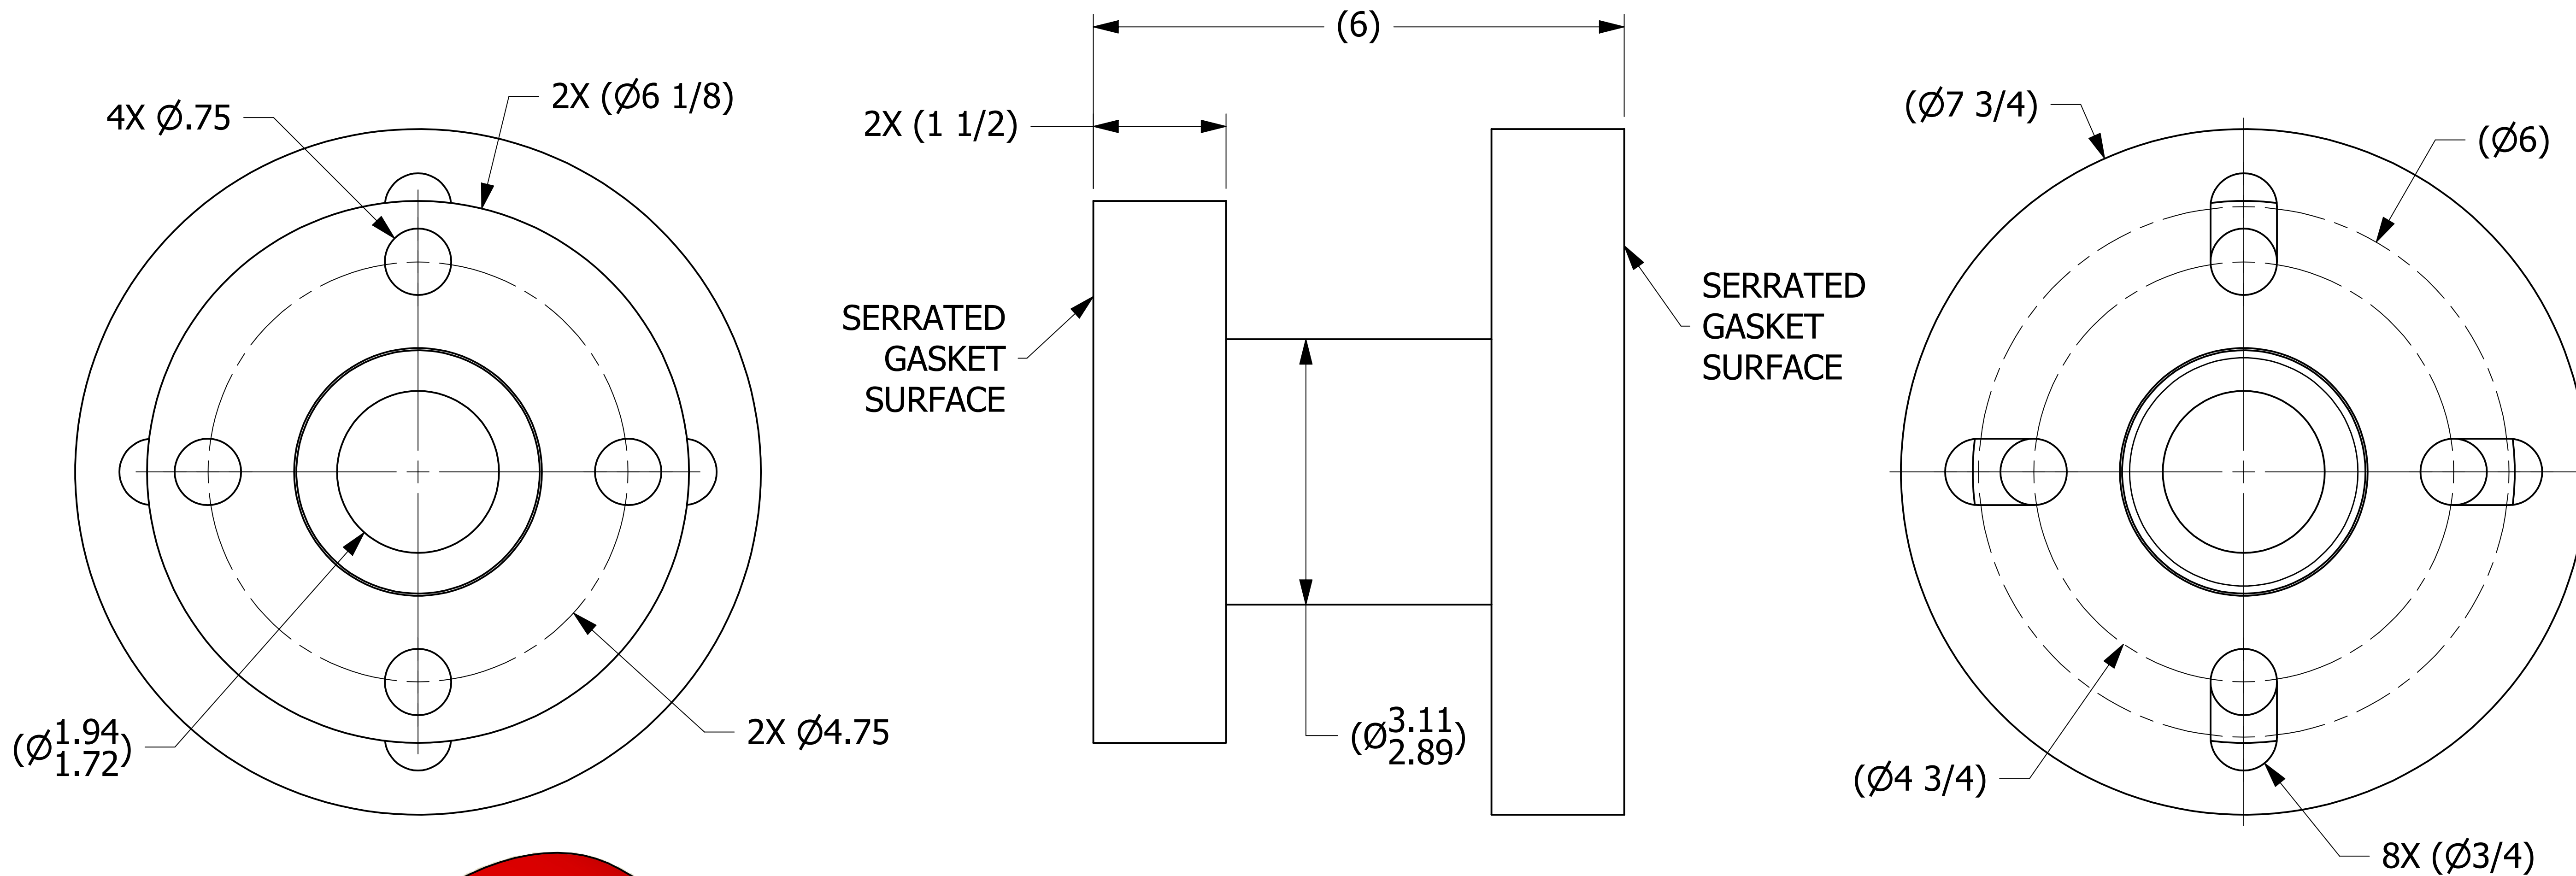 (6)
4X Ø.75
2X (Ø6 1/8)
2X (1 1/2)
(Ø7 3/4)
(Ø6)
SERRATED
GASKET
SURFACE
SERRATED
GASKET
SURFACE
(Ø1.94
1.72)
2X Ø4.75
(Ø3.11
2.89)
(Ø4 3/4)
8X (Ø3/4)